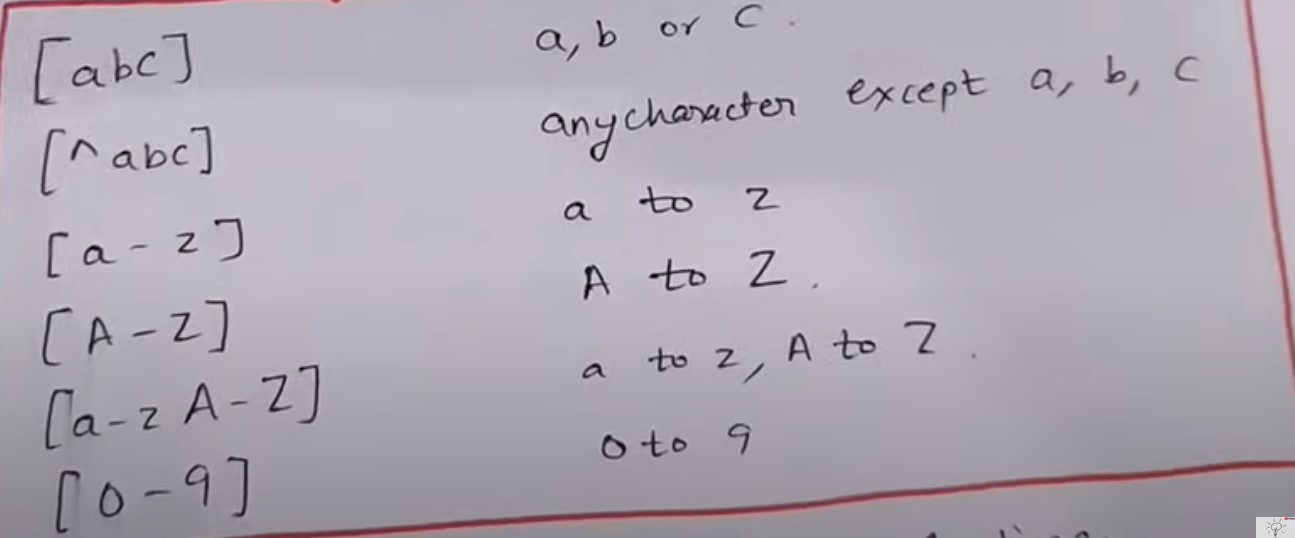 [abc] a, b or c.
[^abc] anycharacter except a, b, c
[a-z] a to z
[A-Z] A to Z.
[a-z A-Z] a to z, A to Z.
[0-9] 0 to 9